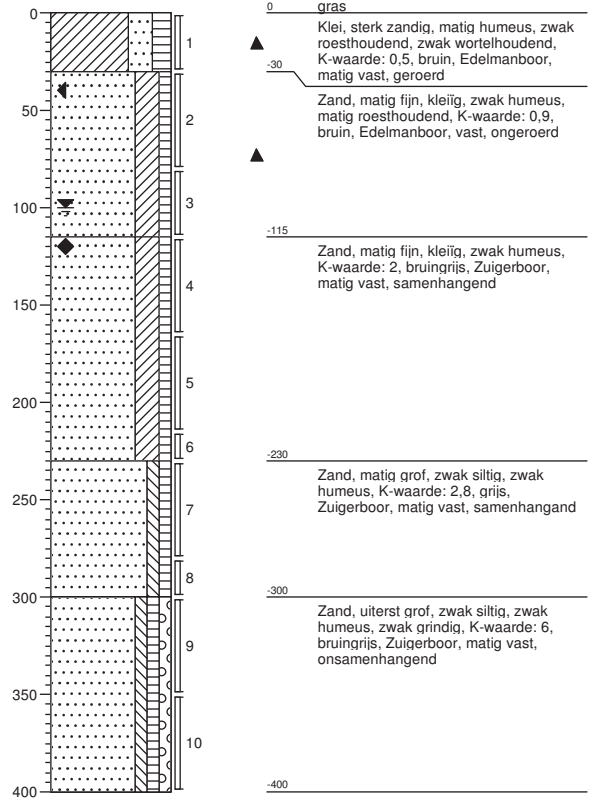 0
50
100
150
200
250
300
350
400
1
2
3
4
5
6
7
8
9
10
0
gras
Klei, sterk zandig, matig humeus, zwak
roesthoudend, zwak wortelhoudend,
K-waarde: 0,5, bruin, Edelmanboor,
matig vast, geroerd
-30
Zand, matig fijn, kleiïg, zwak humeus,
matig roesthoudend, K-waarde: 0,9,
bruin, Edelmanboor, vast, ongeroerd
-115
Zand, matig fijn, kleiïg, zwak humeus,
K-waarde: 2, bruingrijs, Zuigerboor,
matig vast, samenhangend
-230
Zand, matig grof, zwak siltig, zwak
humeus, K-waarde: 2,8, grijs,
Zuigerboor, matig vast, samenhangand
-300
Zand, uiterst grof, zwak siltig, zwak
humeus, zwak grindig, K-waarde: 6,
bruingrijs, Zuigerboor, matig vast,
onsamenhangend
-400